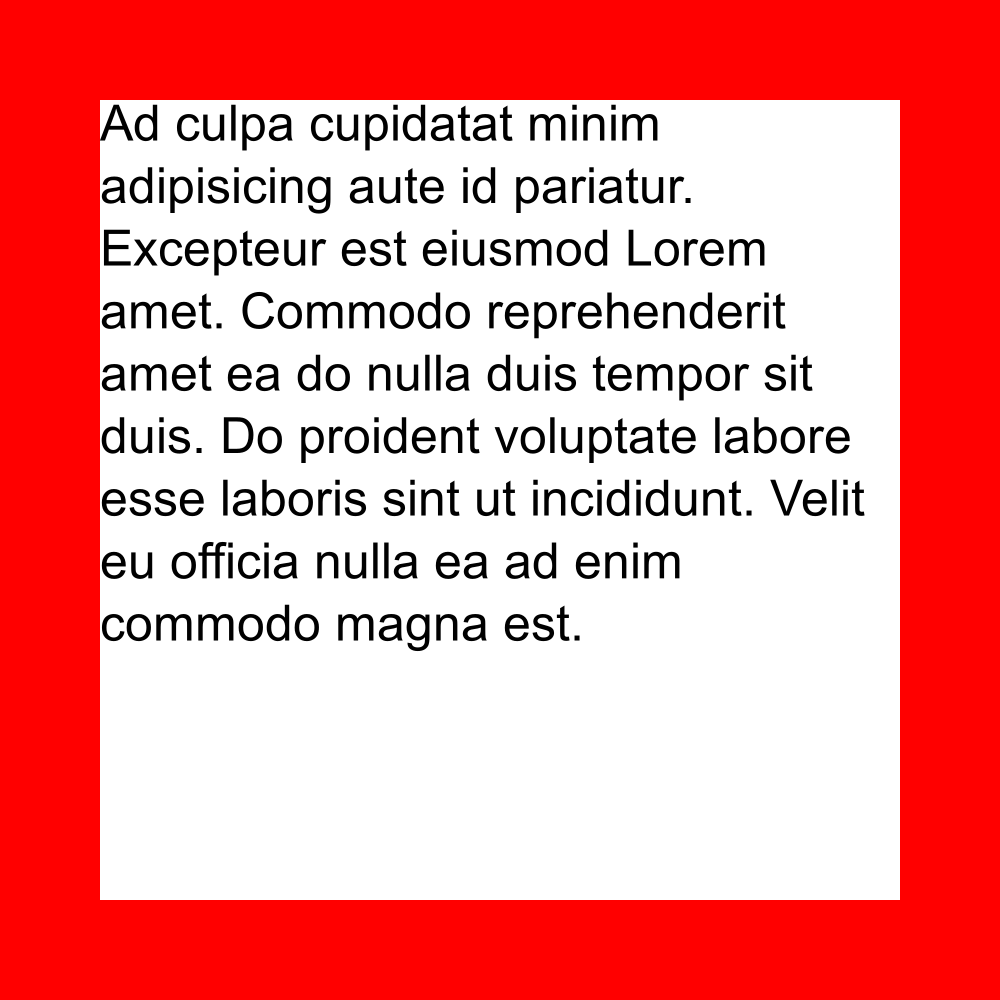 Ad culpa cupidatat minim
adipisicing aute id pariatur.
Excepteur est eiusmod Lorem
amet. Commodo reprehenderit
amet ea do nulla duis tempor sit
duis. Do proident voluptate labore
esse laboris sint ut incididunt. Velit
eu officia nulla ea ad enim
commodo magna est.